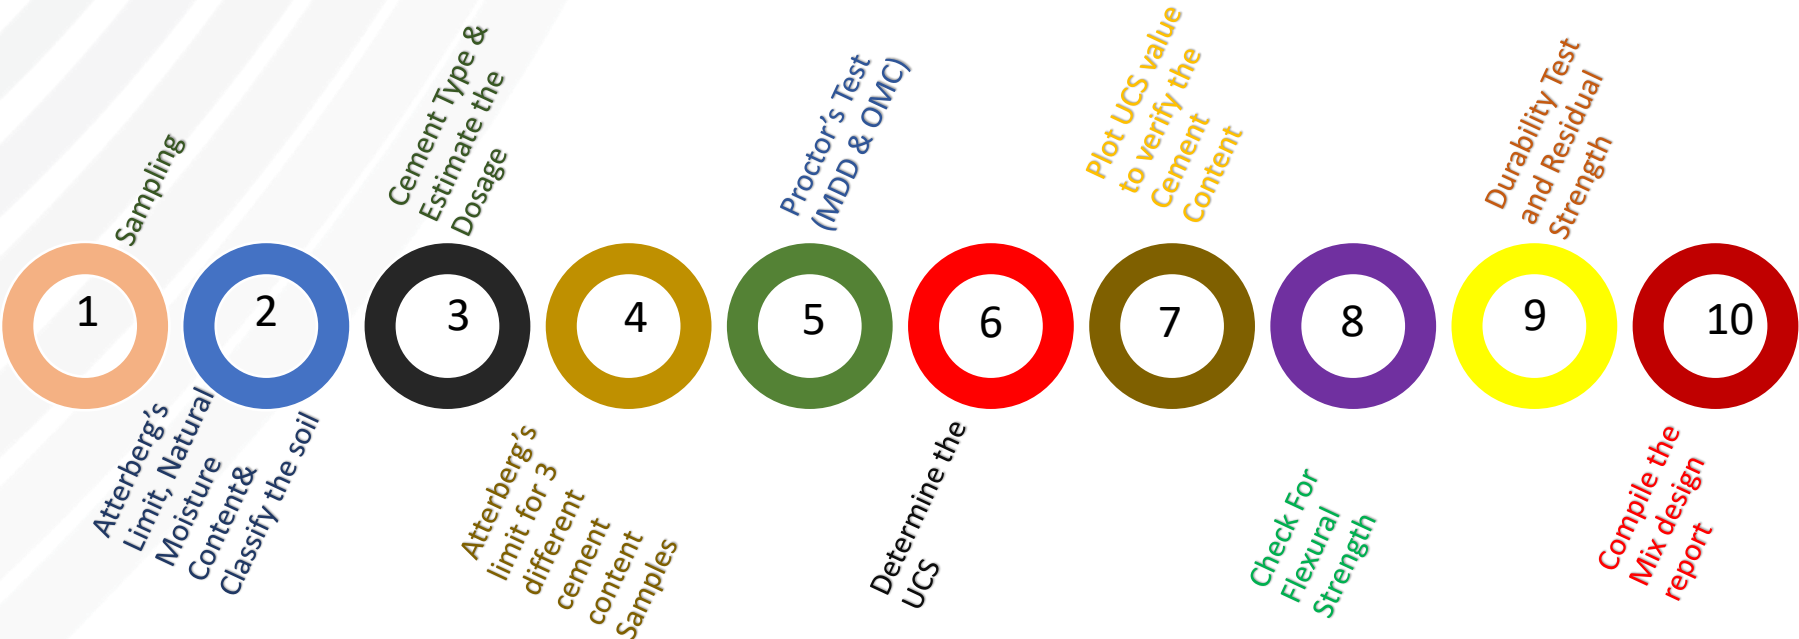 1
Sampling
2
Atterberg's
Limit, Natural
Moisture
Content&
Classify the soil
3
Cement Type &
Estimate the
Dosage
4
Atterberg's
limit for 3
different
cement
content
Samples
5
Proctor's Test
(MDD & OMC)
6
Determine the
UCS
7
Plot UCS value
to verify the
Cement
Content
8
Check For
Flexural
Strength
9
Durability Test
and Residual
Strength
10
Compile the
Mix design
report